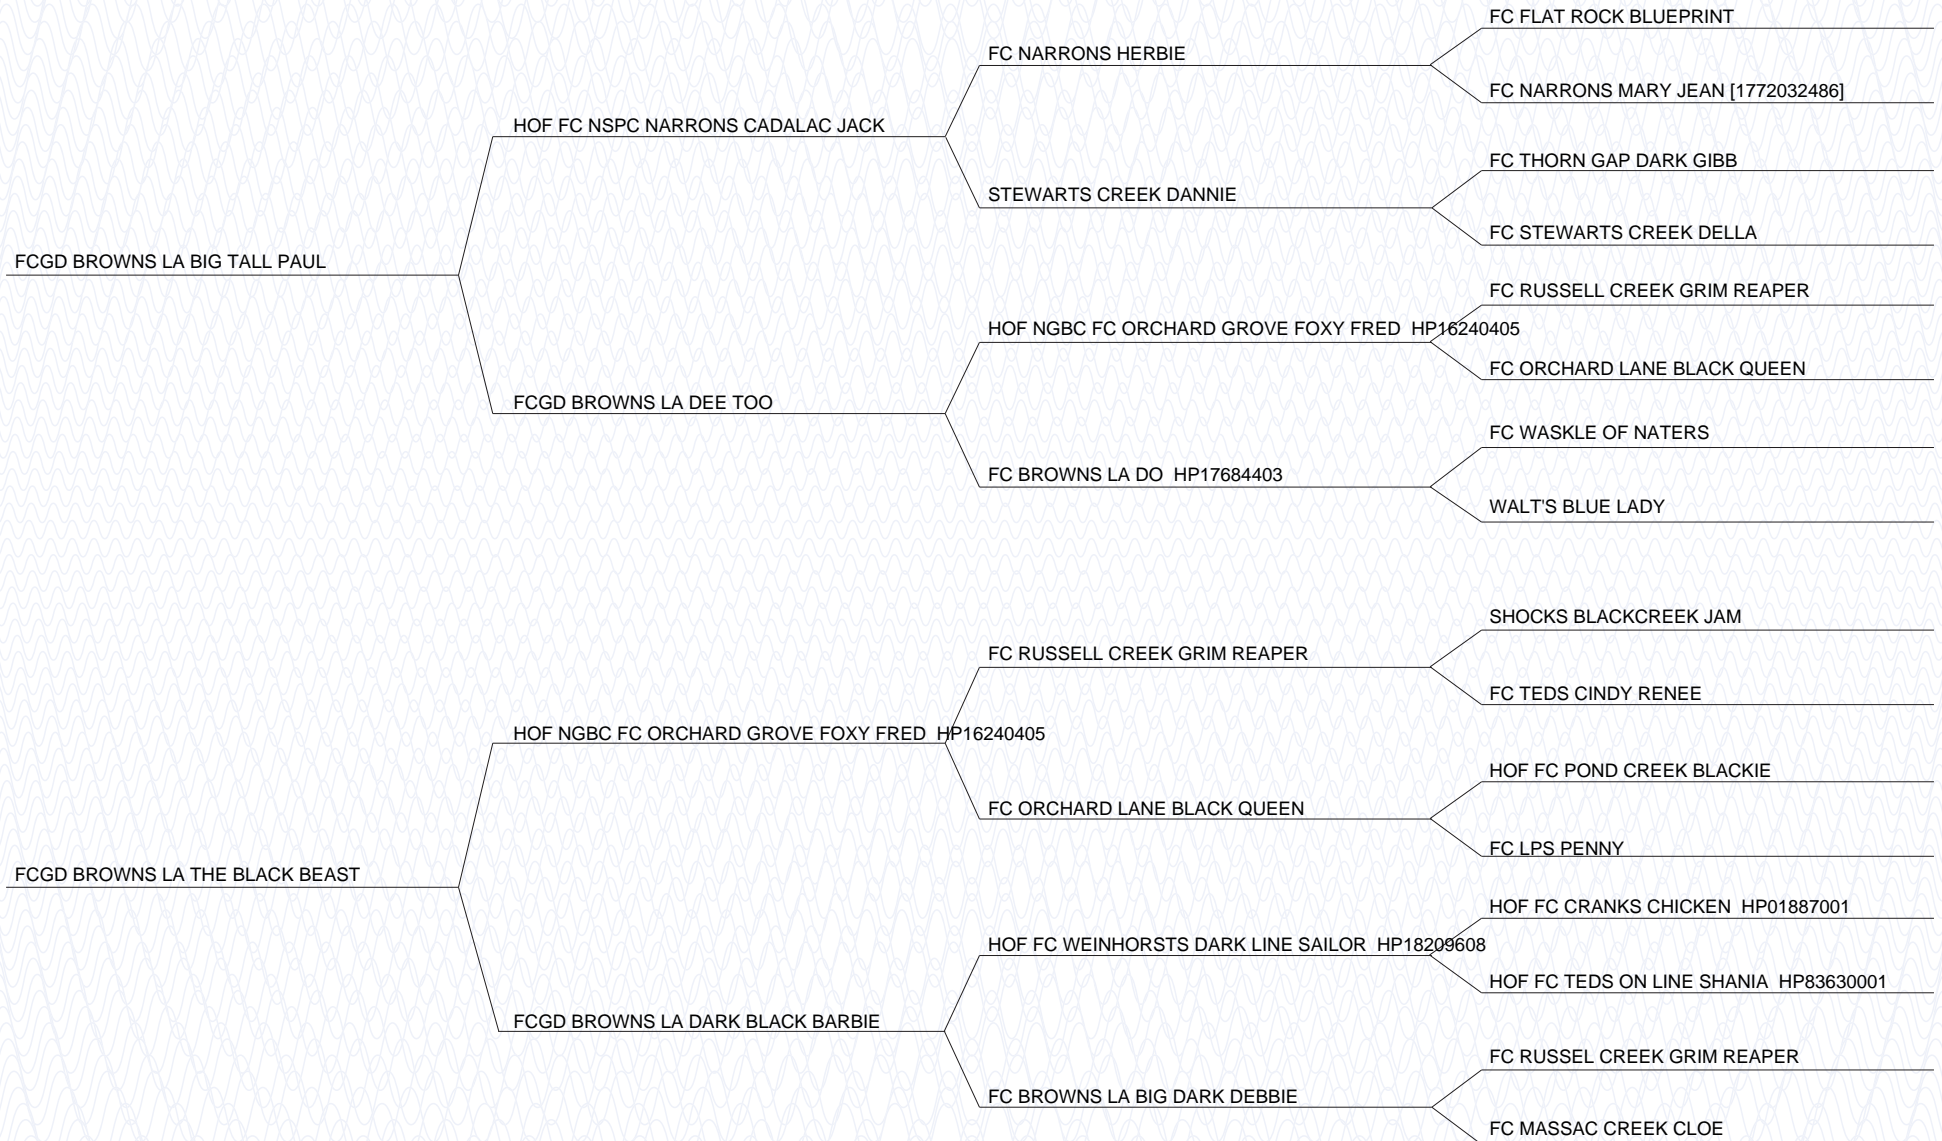 FC FLAT ROCK BLUEPRINT
FC NARRONS HERBIE
FC NARRONS MARY JEAN [1772032486]
HOF FC NSPC NARRONS CADALAC JACK
FC THORN GAP DARK GIBB
STEWARTS CREEK DANNIE
FC STEWARTS CREEK DELLA
FCGD BROWNS LA BIG TALL PAUL
FC RUSSELL CREEK GRIM REAPER
HOF NGBC FC ORCHARD GROVE FOXY FRED  HP16240405
FC ORCHARD LANE BLACK QUEEN
FCGD BROWNS LA DEE TOO
FC WASKLE OF NATERS
FC BROWNS LA DO  HP17684403
WALT'S BLUE LADY
SHOCKS BLACKCREEK JAM
FC RUSSELL CREEK GRIM REAPER
FC TEDS CINDY RENEE
HOF NGBC FC ORCHARD GROVE FOXY FRED  HP16240405
HOF FC POND CREEK BLACKIE
FC ORCHARD LANE BLACK QUEEN
FC LPS PENNY
FCGD BROWNS LA THE BLACK BEAST
HOF FC CRANKS CHICKEN  HP01887001
HOF FC WEINHORSTS DARK LINE SAILOR  HP18209608
HOF FC TEDS ON LINE SHANIA  HP83630001
FCGD BROWNS LA DARK BLACK BARBIE
FC RUSSEL CREEK GRIM REAPER
FC BROWNS LA BIG DARK DEBBIE
FC MASSAC CREEK CLOE